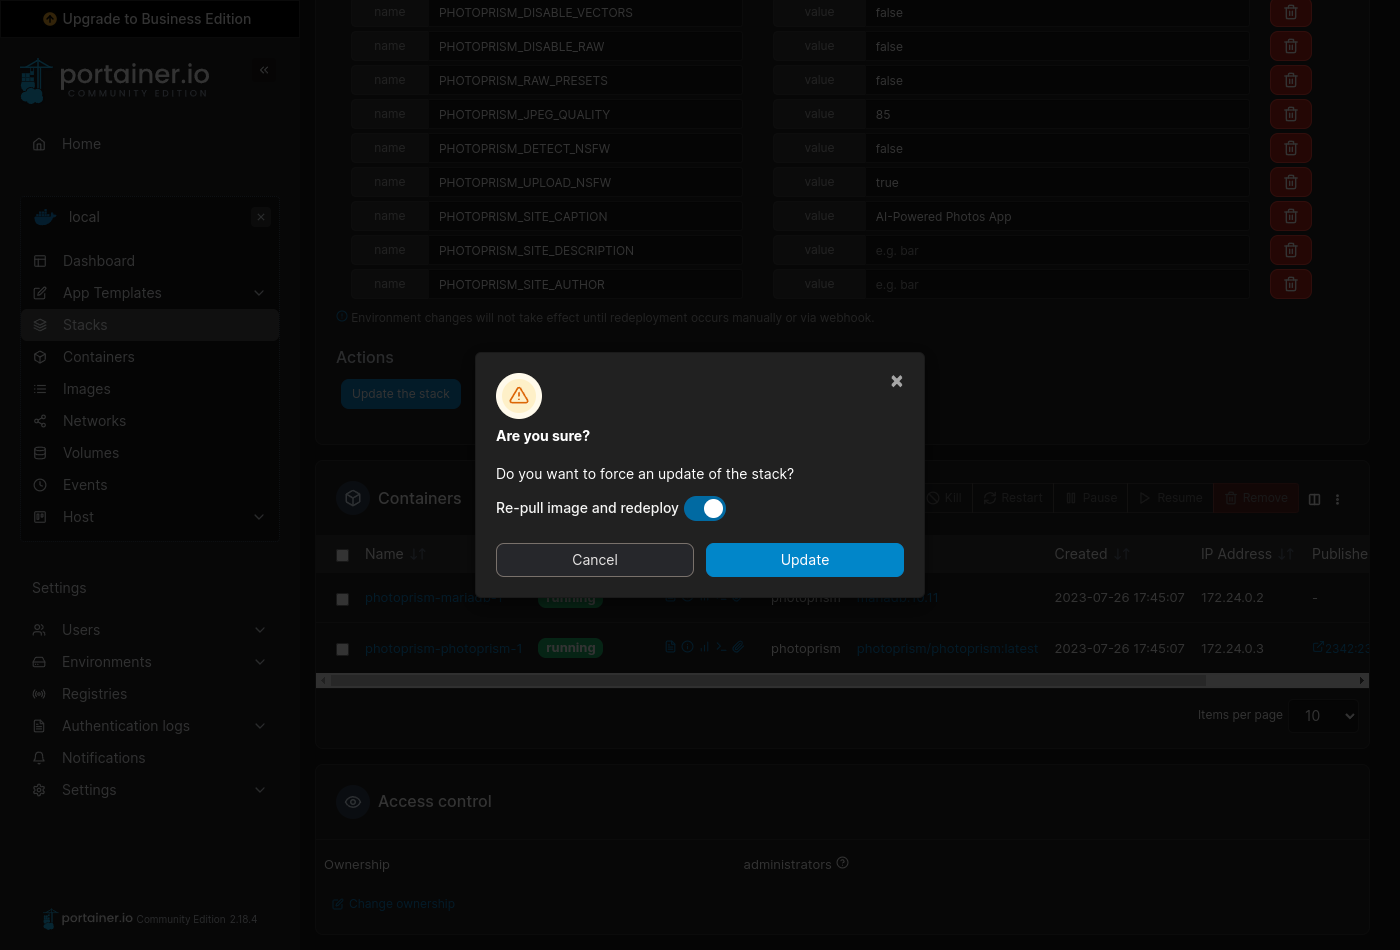 Upgrade to Business Edition
portainer.io
COMMUNITY EDITION
Home
local
Dashboard
App Templates
Stacks
Containers
Images
Networks
Volumes
Events
Host
Settings
Users
Environments
Registries
Authentication logs
Notifications
Settings
portainer.io Community Edition 2.18.4
name PHOTOPRISM_DISABLE_VECTORS value false
name PHOTOPRISM_DISABLE_RAW value false
name PHOTOPRISM_RAW_PRESETS value false
name PHOTOPRISM_JPEG_QUALITY value 85
name PHOTOPRISM_DETECT_NSFW value false
name PHOTOPRISM_UPLOAD_NSFW value true
name PHOTOPRISM_SITE_CAPTION value AI-Powered Photos App
name PHOTOPRISM_SITE_DESCRIPTION value e.g. bar
name PHOTOPRISM_SITE_AUTHOR value e.g. bar
Environment changes will not take effect until redeployment occurs manually or via webhook.
Actions
Update the stack
Are you sure?
Do you want to force an update of the stack?
Re-pull image and redeploy
Cancel Update
Containers Kill Restart Pause Resume Remove
Name Created IP Address Publishe
running photoprism 2023-07-26 17:45:07 172.24.0.2 -
photoprism-photoprism-1 running photoprism photoprism/photoprism:latest 2023-07-26 17:45:07 172.24.0.3
Items per page 10
Access control
Ownership administrators
Change ownership